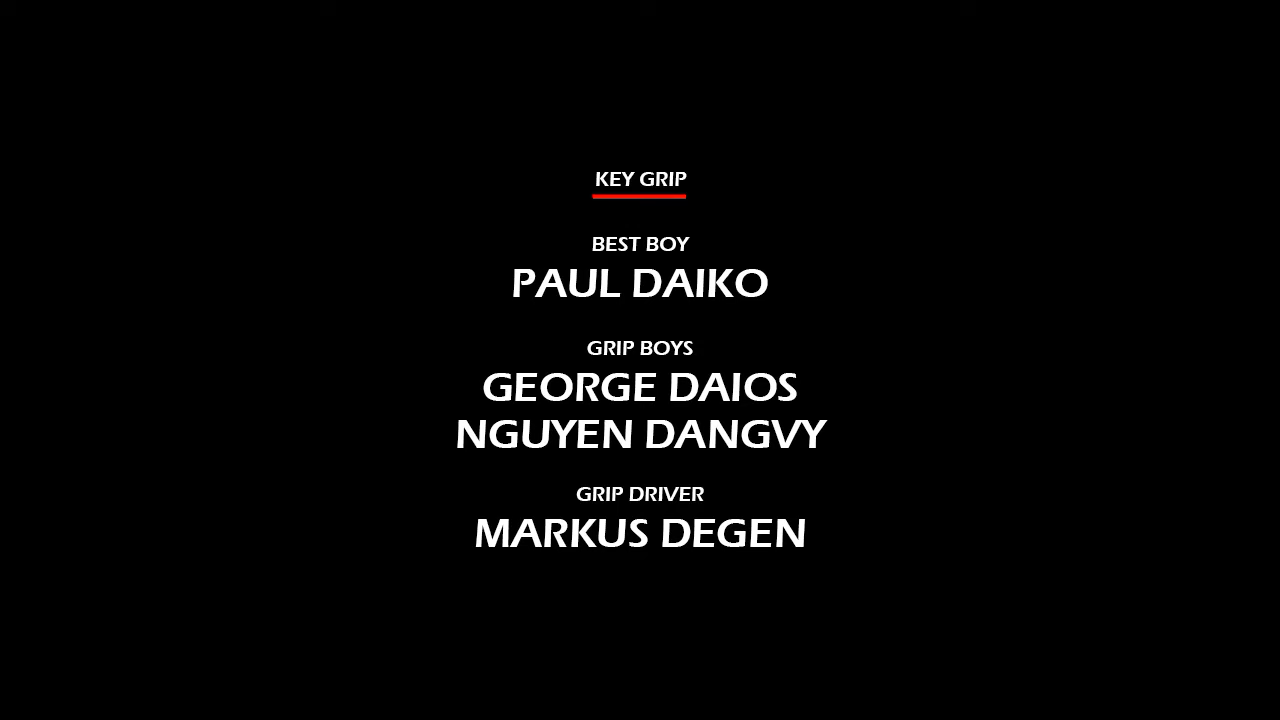 KEY GRIP
BEST BOY
PAUL DAIKO
GRIP BOYS
GEORGE DAIOS
NGUYEN DANGVY
GRIP DRIVER
MARKUS DEGEN